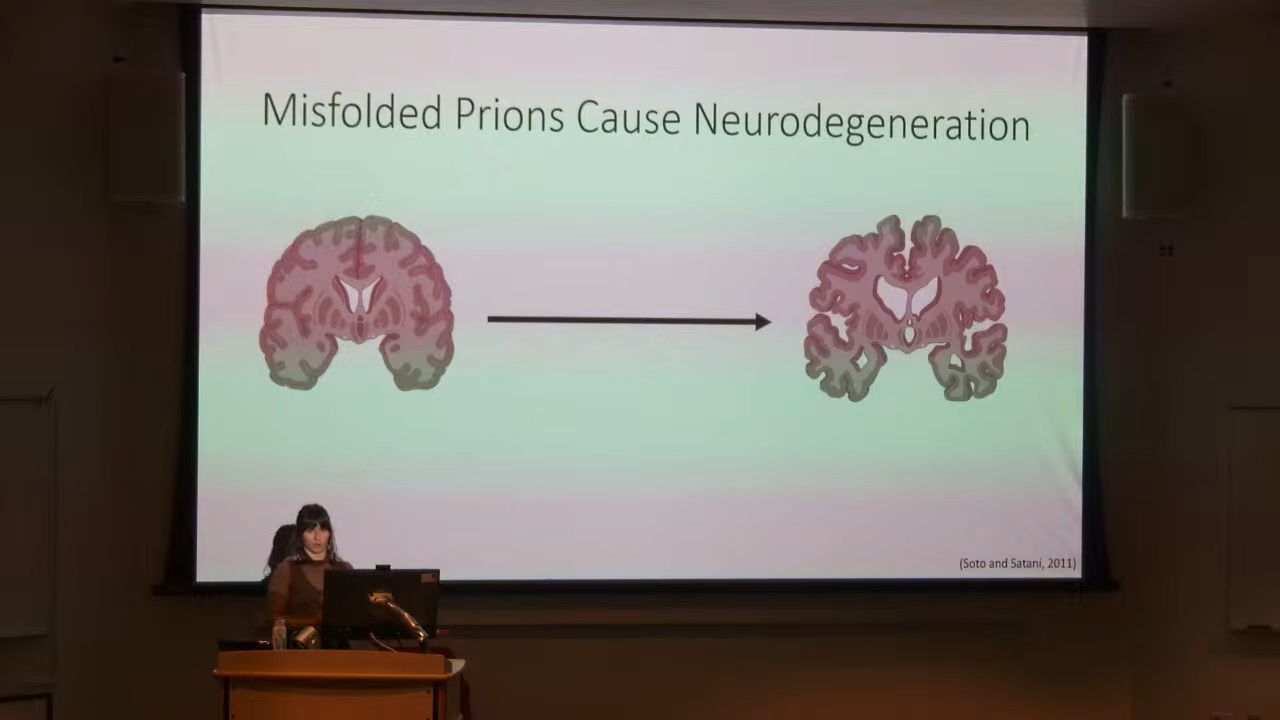 Misfolded Prions Cause Neurodegeneration
(Soto and Satani, 2011)